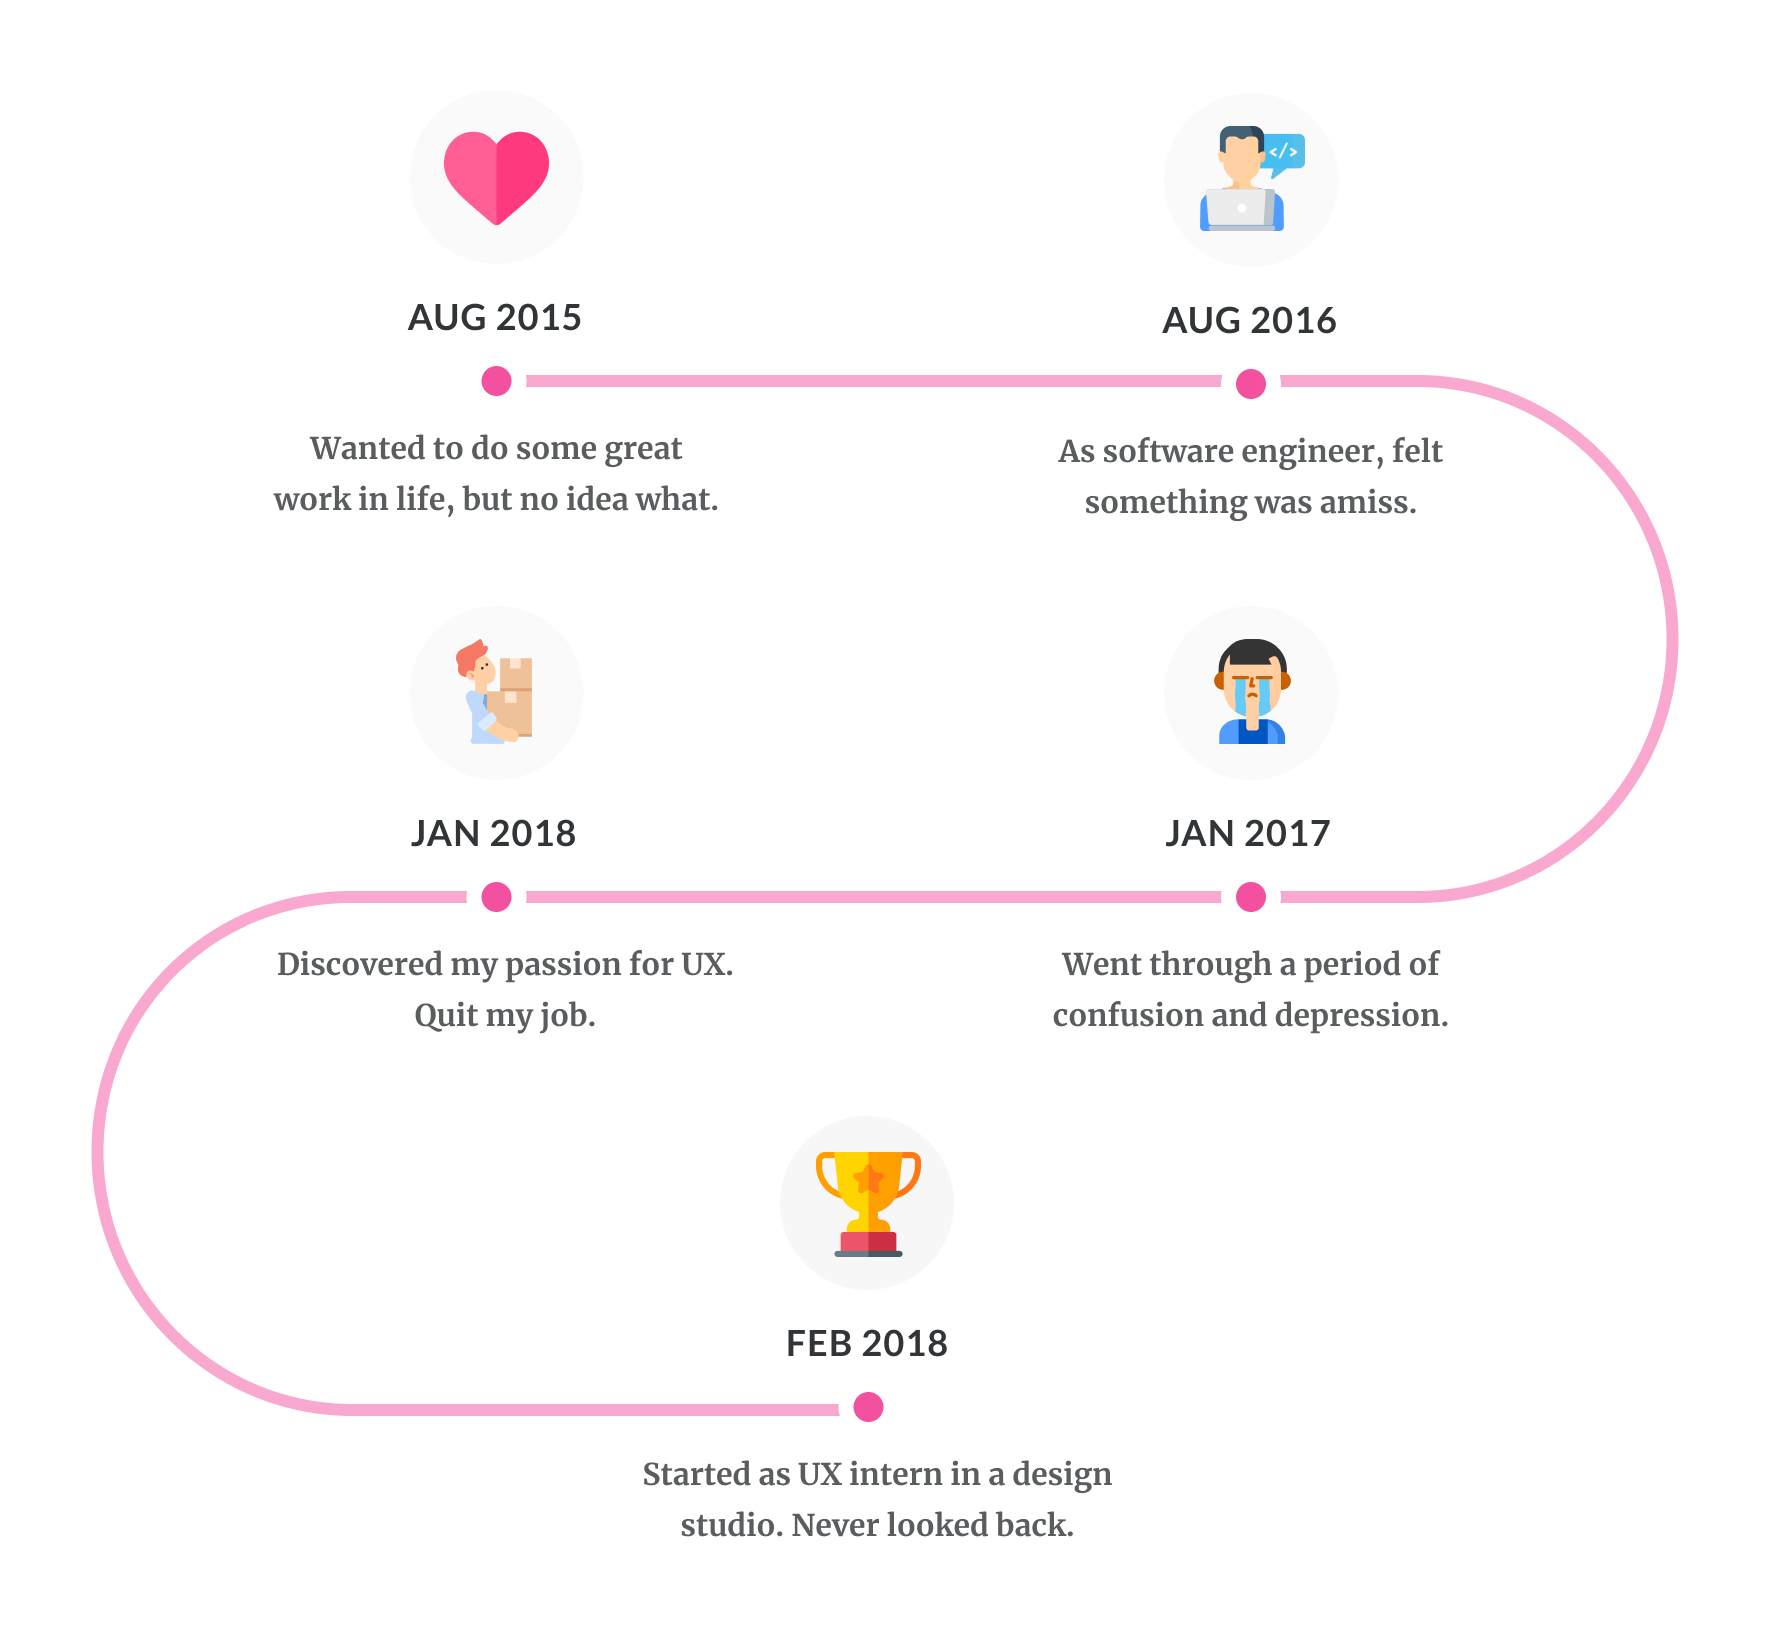 AUG 2015
Wanted to do some great
work in life, but no idea what.
</>
AUG 2016
As software engineer, felt
something was amiss.
JAN 2017
Went through a period of
confusion and depression.
JAN 2018
Discovered my passion for UX.
Quit my job.
FEB 2018
Started as UX intern in a design
studio. Never looked back.